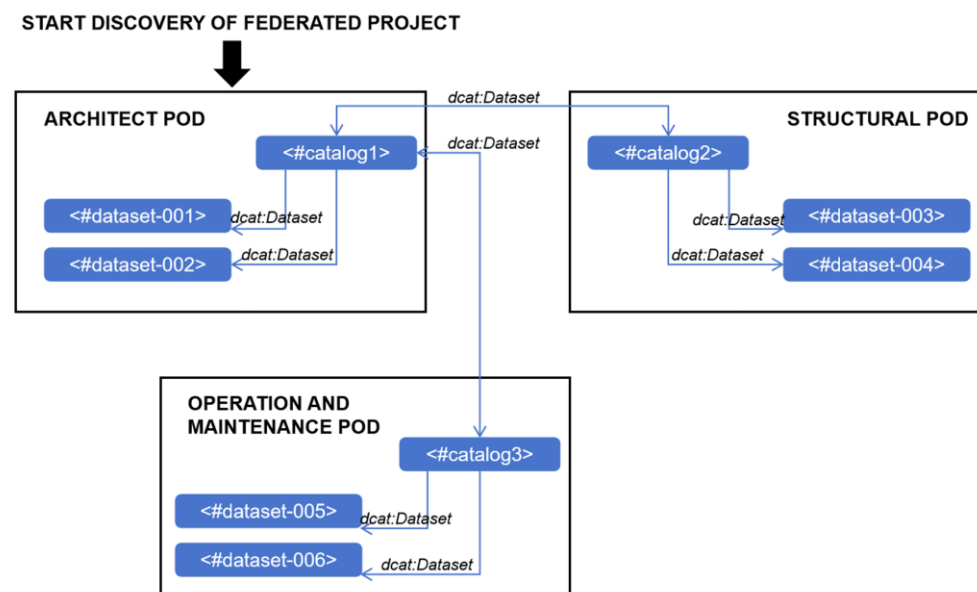 START DISCOVERY OF FEDERATED PROJECT
dcat:Dataset
ARCHITECT POD
STRUCTURAL POD
dcat:Dataset
<#catalog1>
<#catalog2>
<#dataset-001>
dcat:Dataset
dcat:Dataset
<#dataset-003>
<#dataset-002>
dcat:Dataset
dcat:Dataset
<#dataset-004>
OPERATION AND
MAINTENANCE POD
<#catalog3>
<#dataset-005>
dcat:Dataset
<#dataset-006>
dcat:Dataset